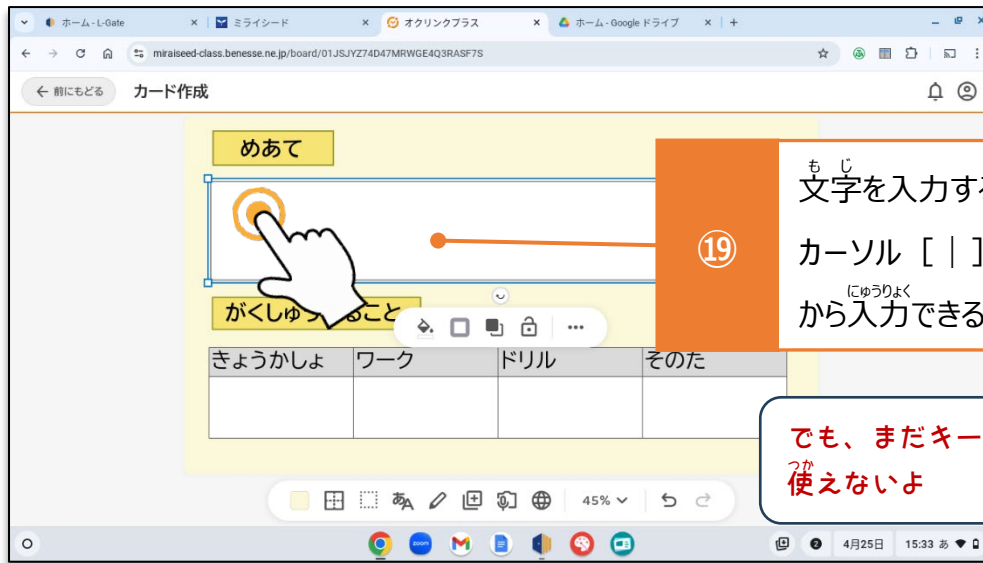 ホーム - L-Gate
ミライシード
オクリンクプラス
ホーム - Google ドライブ
miraiseed-class.benesse.ne.jp/board/01JSJYZ74D47MRWGE4Q3RASF7S
前にもどる
カード作成
めあて
⑲
もじ
文字を入力す
カーソル [ | ]
にゅうりょく
から入力できる
がくしゅう
こと
きょうかしょ ワーク ドリル そのた
でも、まだキー
つか
使えないよ
あA
45%
zoom
2
4月25日
15:33 あ